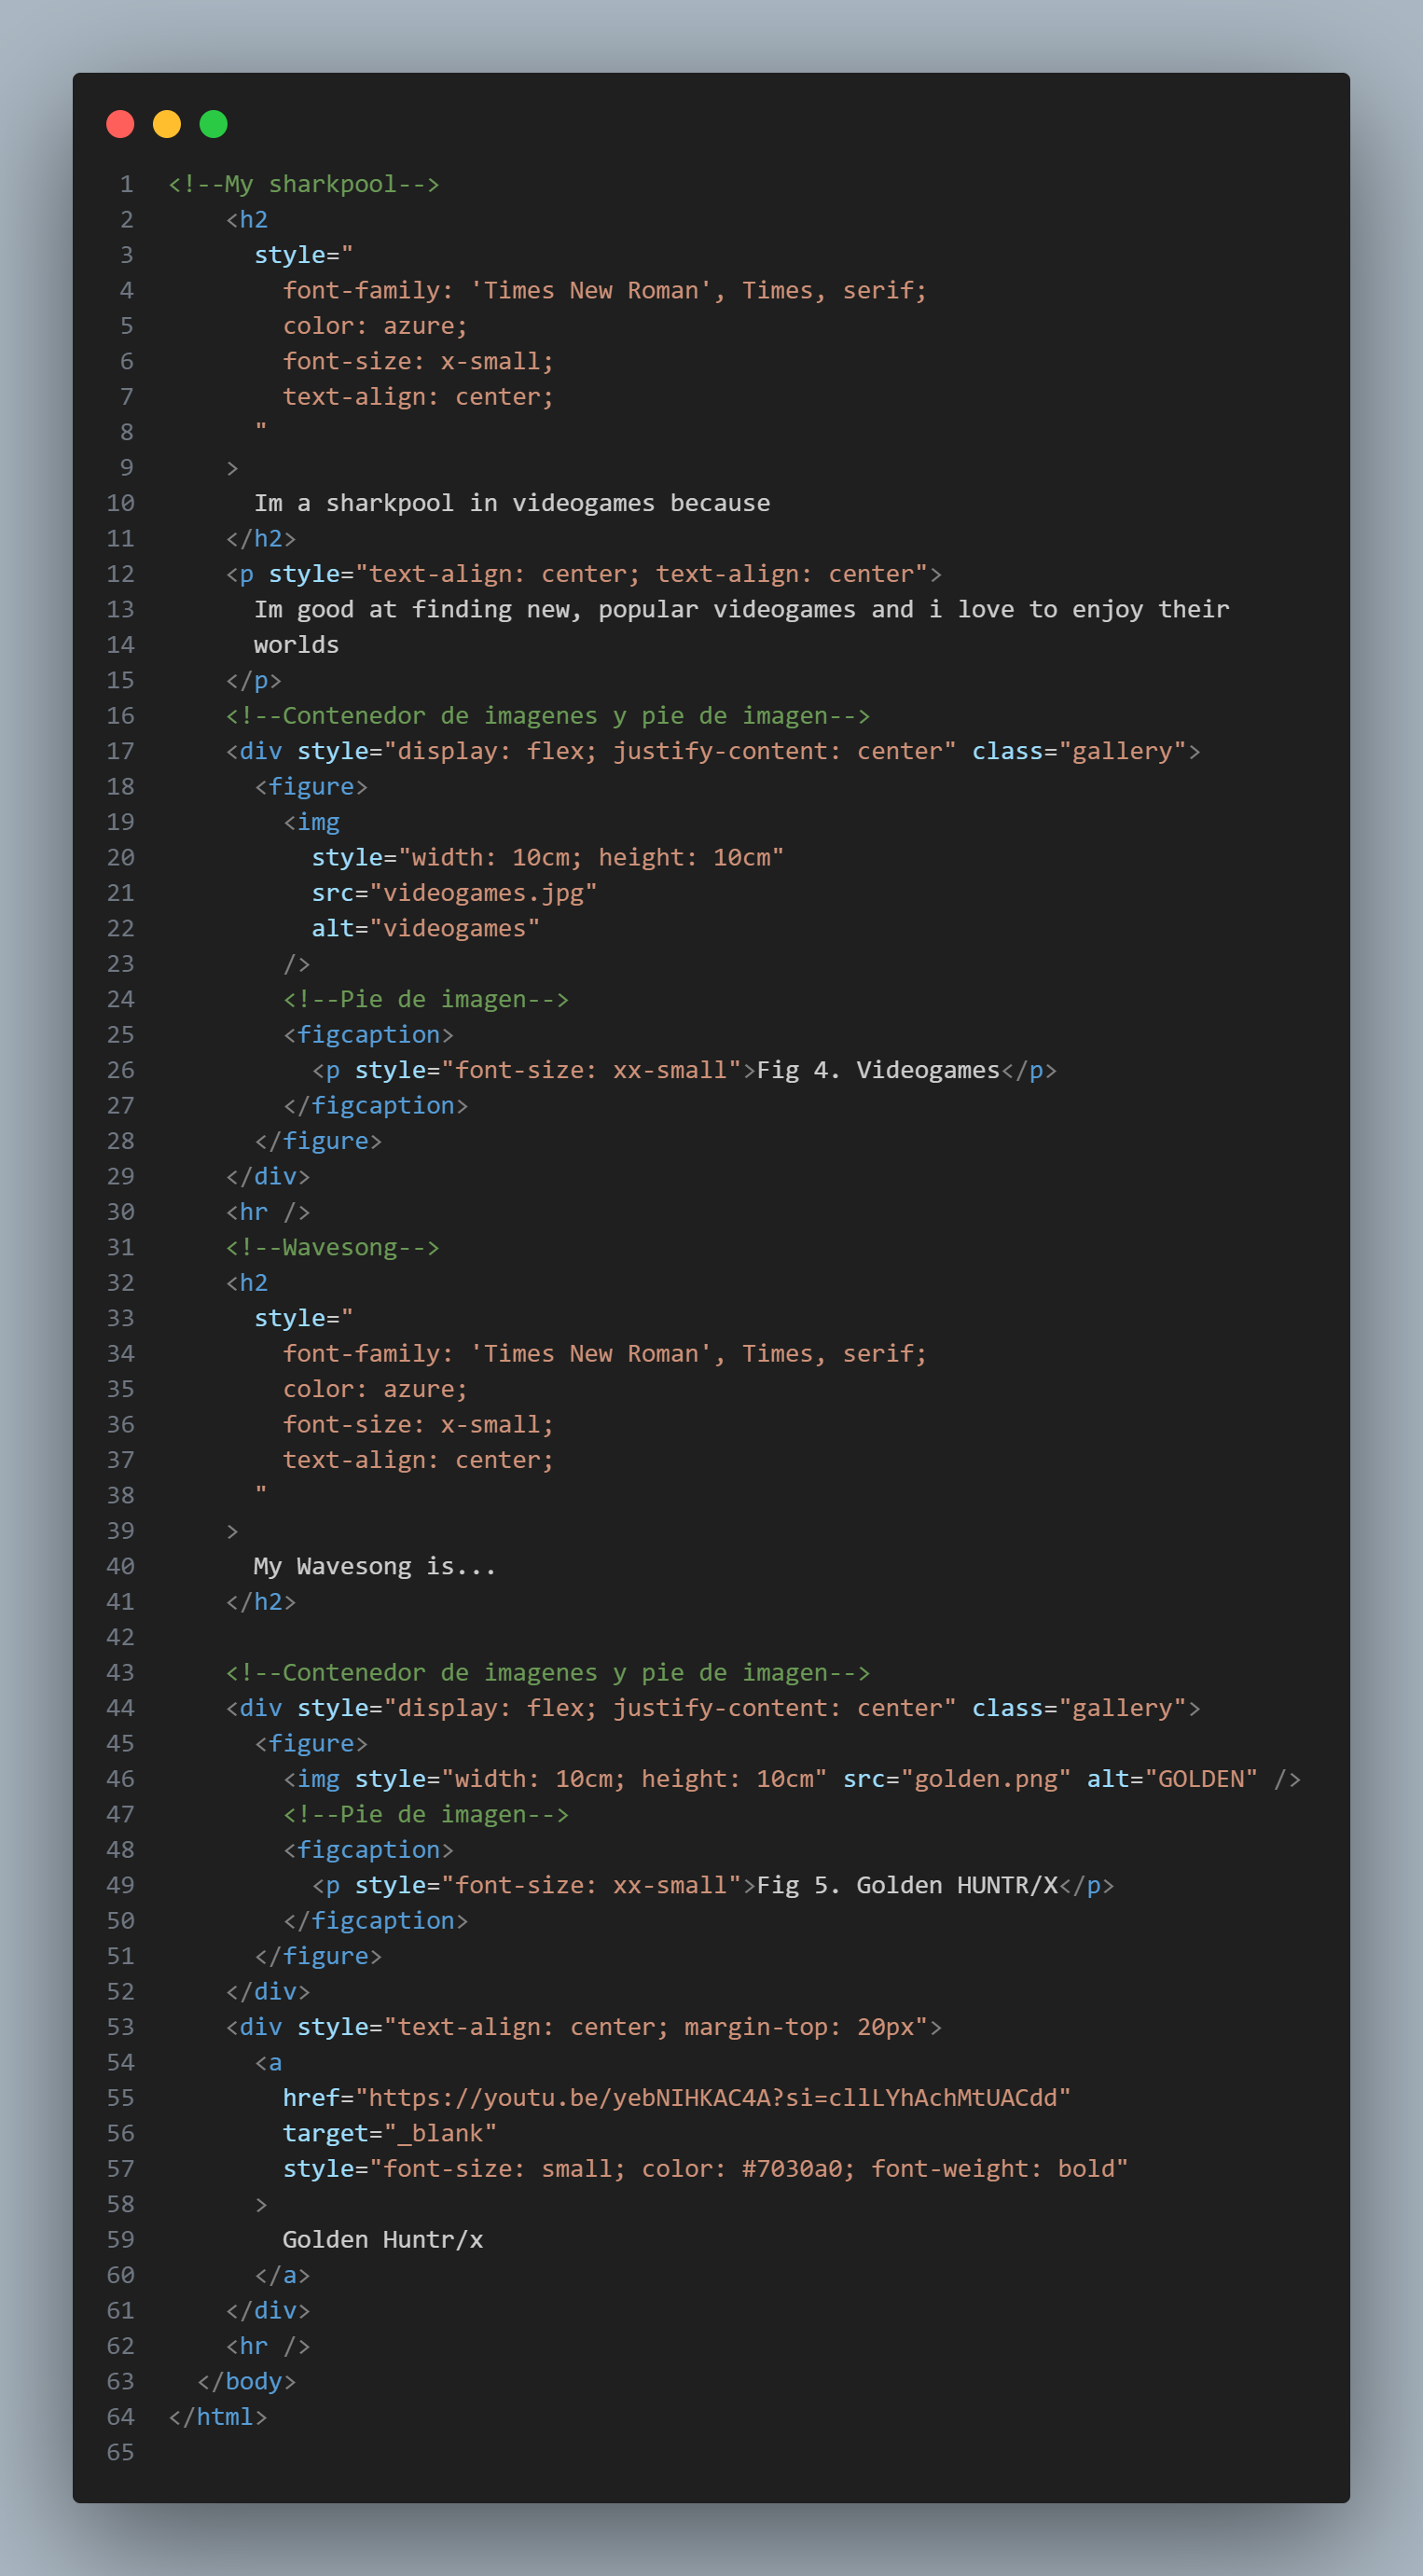 1 <!--My sharkpool-->
2     <h2
3       style="
4         font-family: 'Times New Roman', Times, serif;
5         color: azure;
6         font-size: x-small;
7         text-align: center;
8       "
9     >
10       Im a sharkpool in videogames because
11     </h2>
12     <p style="text-align: center; text-align: center">
13       Im good at finding new, popular videogames and i love to enjoy their
14       worlds
15     </p>
16     <!--Contenedor de imagenes y pie de imagen-->
17     <div style="display: flex; justify-content: center" class="gallery">
18       <figure>
19         <img
20           style="width: 10cm; height: 10cm"
21           src="videogames.jpg"
22           alt="videogames"
23         />
24         <!--Pie de imagen-->
25         <figcaption>
26           <p style="font-size: xx-small">Fig 4. Videogames</p>
27         </figcaption>
28       </figure>
29     </div>
30     <hr />
31     <!--Wavesong-->
32     <h2
33       style="
34         font-family: 'Times New Roman', Times, serif;
35         color: azure;
36         font-size: x-small;
37         text-align: center;
38       "
39     >
40       My Wavesong is...
41     </h2>
42
43     <!--Contenedor de imagenes y pie de imagen-->
44     <div style="display: flex; justify-content: center" class="gallery">
45       <figure>
46         <img style="width: 10cm; height: 10cm" src="golden.png" alt="GOLDEN" />
47         <!--Pie de imagen-->
48         <figcaption>
49           <p style="font-size: xx-small">Fig 5. Golden HUNTR/X</p>
50         </figcaption>
51       </figure>
52     </div>
53     <div style="text-align: center; margin-top: 20px">
54       <a
55         href="https://youtu.be/yebNIHKAC4A?si=cllLYhAchMtUACdd"
56         target="_blank"
57         style="font-size: small; color: #7030a0; font-weight: bold"
58       >
59         Golden Huntr/x
60       </a>
61     </div>
62     <hr />
63   </body>
64 </html>
65